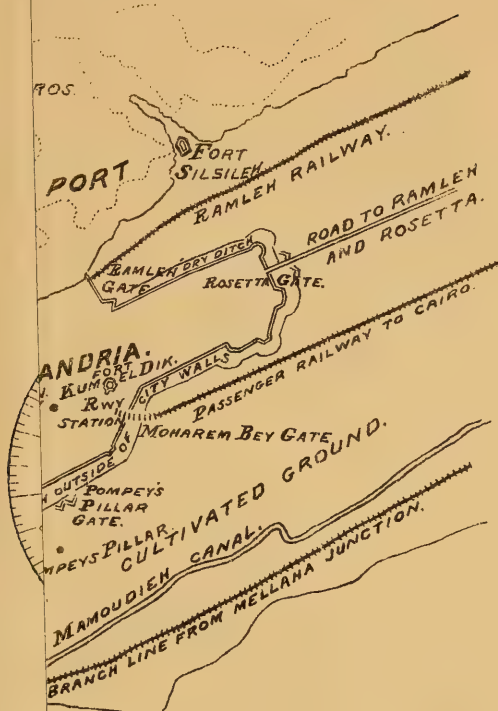 ROS.
PORT
FORT
SILSILEH
RAMLEH RAILWAY.
ROAD TO RAMLEH
AND ROSETTA.
RAMLEH
GATE
DRY DITCH
ROSETTA GATE.
ANDRIA.
FORT
KUM EL DIK.
RWY
STATION
CITY WALLS
PASSENGER RAILWAY TO CAIRO.
MOHAREM BEY GATE
H OUTSIDE OF
POMPEY'S
PILLAR
GATE.
MPEYS PILLAR.
CULTIVATED GROUND.
MAMOUDIEH CANAL.
BRANCH LINE FROM MELLAHA JUNCTION.